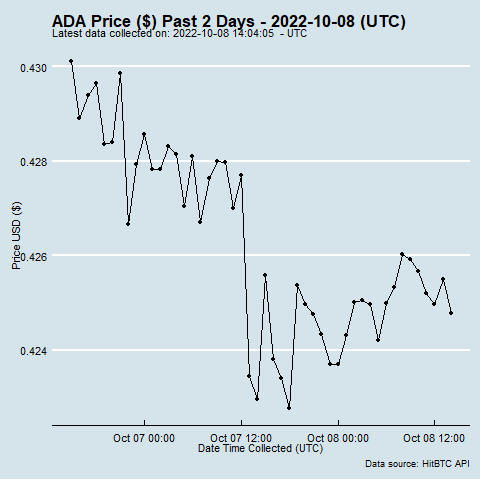 ADA Price ($) Past 2 Days - 2022-10-08 (UTC)
Latest data collected on: 2022-10-08 14:04:05 - UTC
0.430
0.428
0.426
0.424
Price USD ($)
Oct 07 00:00
Oct 07 12:00
Oct 08 00:00
Oct 08 12:00
Date Time Collected (UTC)
Data source: HitBTC API